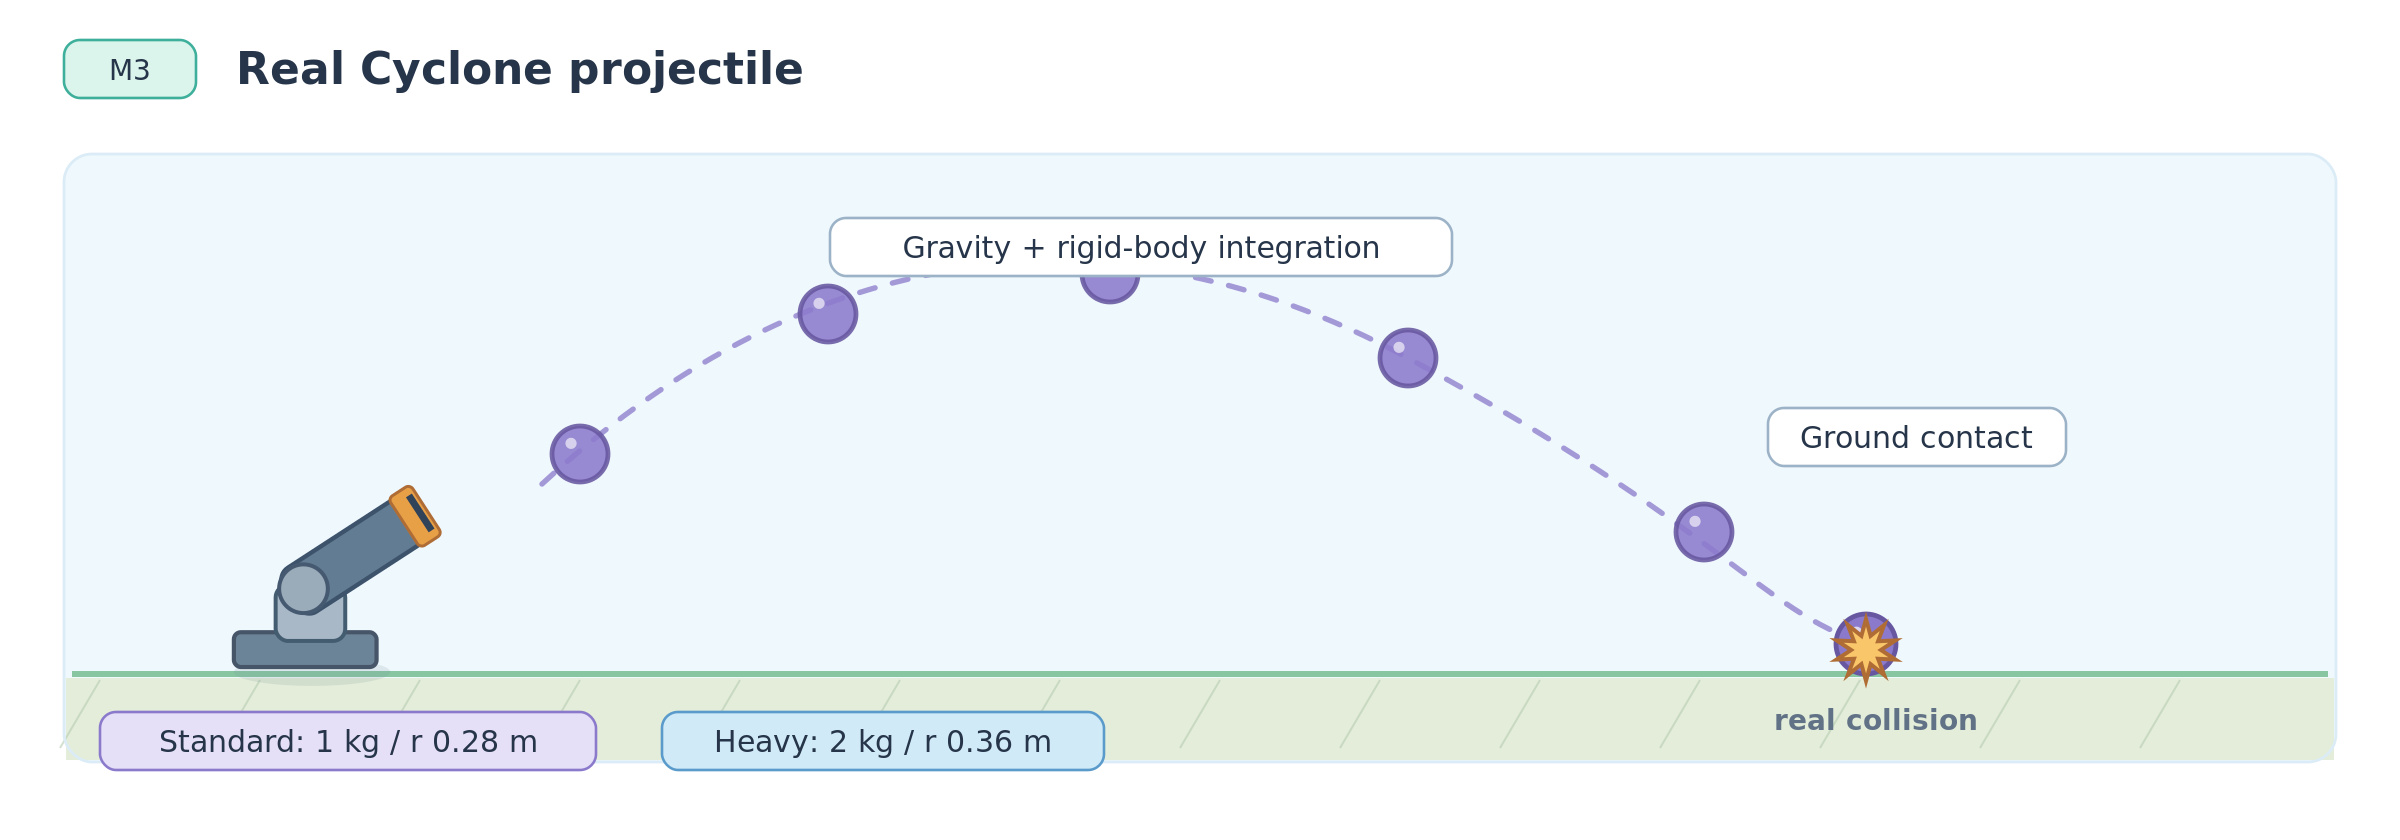 M3
Real Cyclone projectile
Gravity + rigid-body integration
Ground contact
real collision
Standard: 1 kg / r 0.28 m
Heavy: 2 kg / r 0.36 m